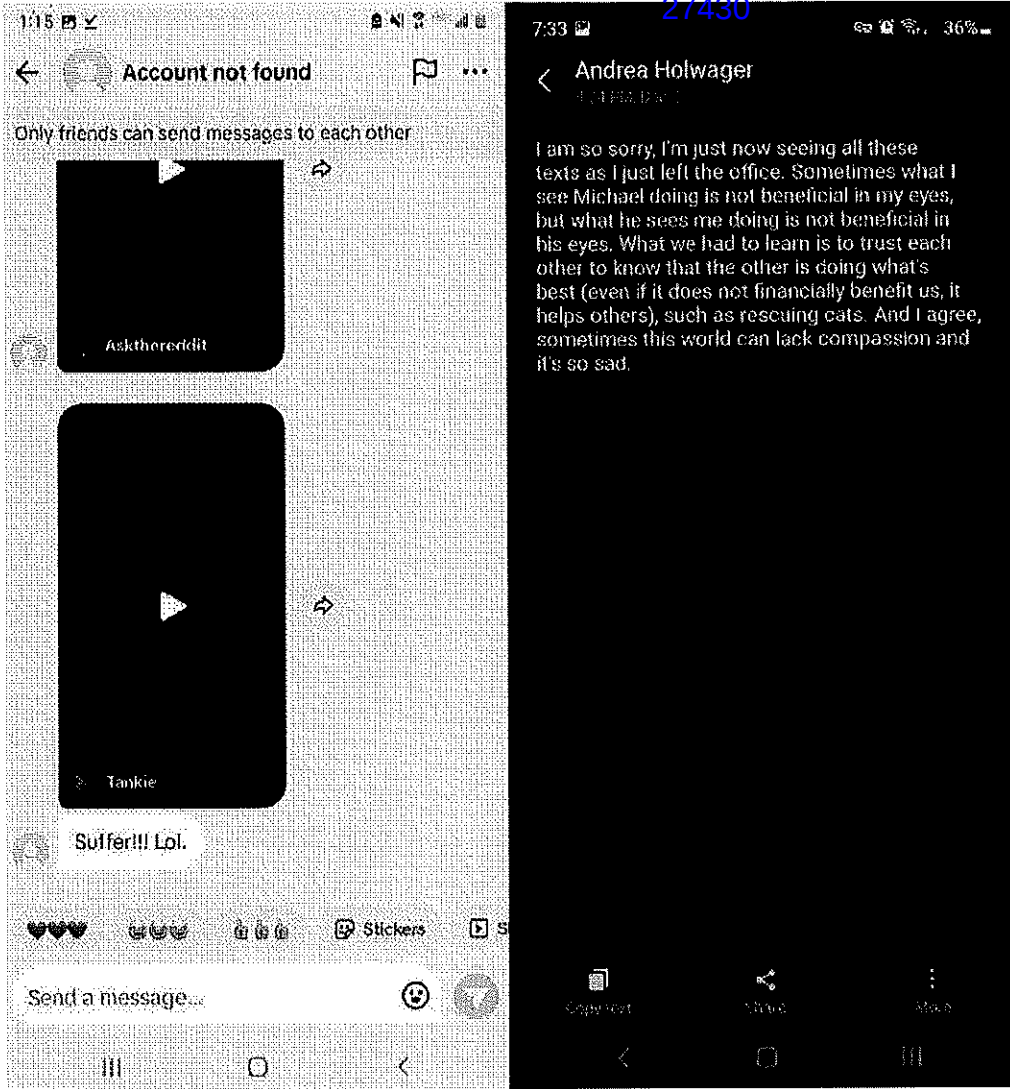 27430
1:15
Account not found
Only friends can send messages to each other
Askthereddit
Tankie
Suffer!!! Lol.
Stickers
S
Send a message...
7:33
36%
Andrea Holwager
I am so sorry, I'm just now seeing all these
texts as I just left the office. Sometimes what I
see Michael doing is not beneficial in my eyes,
but what he sees me doing is not beneficial in
his eyes. What we had to learn is to trust each
other to know that the other is doing what's
best (even if it does not financially benefit us, it
helps others), such as rescuing cats. And I agree,
sometimes this world can lack compassion and
it's so sad.
Copy text
Share
More